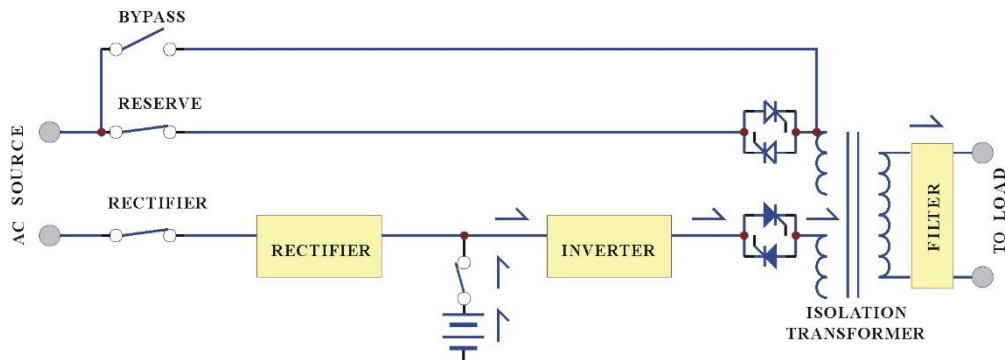 BYPASS
RESERVE
AC SOURCE
RECTIFIER
RECTIFIER
INVERTER
FILTER
TO LOAD
ISOLATION
TRANSFORMER